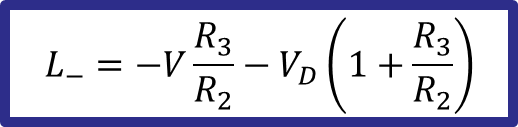 L₋ = −V R₃/R₂ − V_D (1 + R₃/R₂)